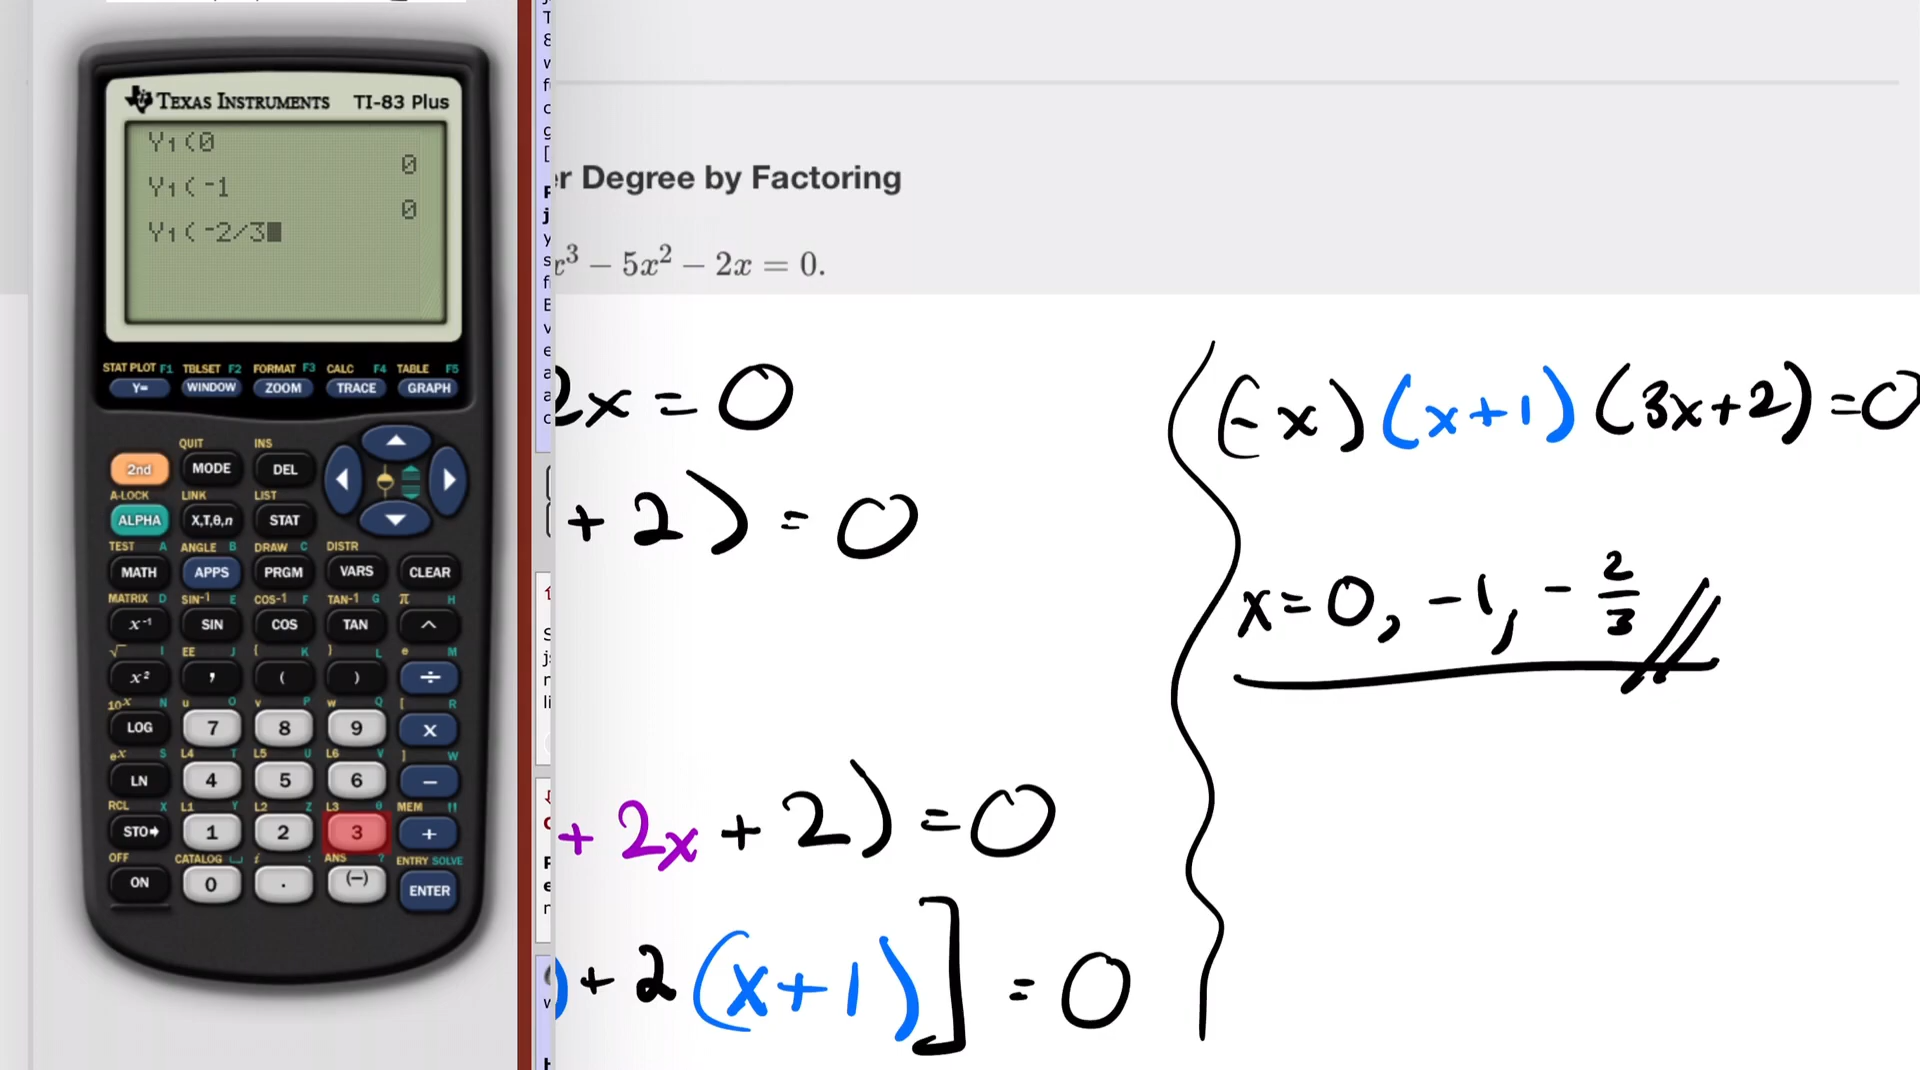 TEXAS INSTRUMENTS TI-83 Plus
Y1(0
0
Y1(-1
0
Y1(-2/3
STAT PLOT F1 TBLSET F2 FORMAT F3 CALC F4 TABLE F5
Y= WINDOW ZOOM TRACE GRAPH
QUIT INS
2nd MODE DEL
A-LOCK LINK LIST
ALPHA X,T,θ,n STAT
TEST A ANGLE B DRAW C DISTR
MATH APPS PRGM VARS CLEAR
MATRIX D SIN-1 E COS-1 F TAN-1 G π H
x-1 SIN COS TAN ^
√ I EE J { K } L e M
x² , ( ) ÷
10x N u O v P w Q [ R
LOG 7 8 9 x
ex S L4 T L5 U L6 V ] W
LN 4 5 6 −
RCL X L1 Y L2 Z L3 θ MEM "
STO➔ 1 2 3 +
OFF CATALOG ⎵ i : ANS ? ENTRY SOLVE
ON 0 . (−) ENTER
r Degree by Factoring
x³ − 5x² − 2x = 0.
2x = 0
+ 2) = 0
+ 2x + 2) = 0
) + 2(x+1)] = 0
(-x)(x+1)(3x+2)=0
x=0, -1, -2/3